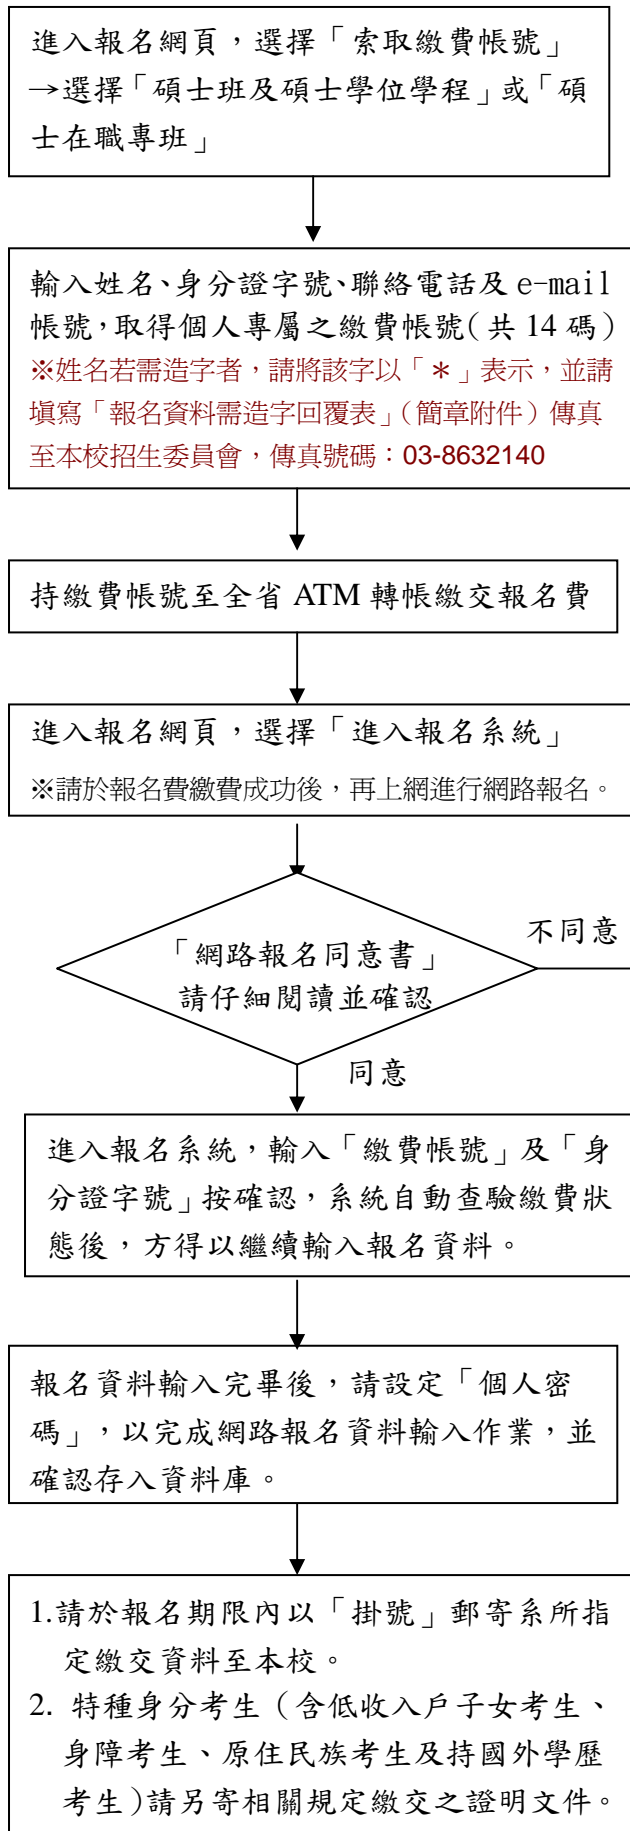 進入報名網頁，選擇「索取繳費帳號」
→選擇「碩士班及碩士學位學程」或「碩
士在職專班」
輸入姓名、身分證字號、聯絡電話及 e-mail
帳號，取得個人專屬之繳費帳號（共 14 碼）
※姓名若需造字者，請將該字以「＊」表示，並請
填寫「報名資料需造字回覆表」（簡章附件）傳真
至本校招生委員會，傳真號碼：03-8632140
持繳費帳號至全省 ATM 轉帳繳交報名費
進入報名網頁，選擇「進入報名系統」
※請於報名費繳費成功後，再上網進行網路報名。
不同意
「網路報名同意書」
請仔細閱讀並確認
同意
進入報名系統，輸入「繳費帳號」及「身
分證字號」按確認，系統自動查驗繳費狀
態後，方得以繼續輸入報名資料。
報名資料輸入完畢後，請設定「個人密
碼」，以完成網路報名資料輸入作業，並
確認存入資料庫。
1.請於報名期限內以「掛號」郵寄系所指
定繳交資料至本校。
2. 特種身分考生（含低收入戶子女考生、
身障考生、原住民族考生及持國外學歷
考生）請另寄相關規定繳交之證明文件。